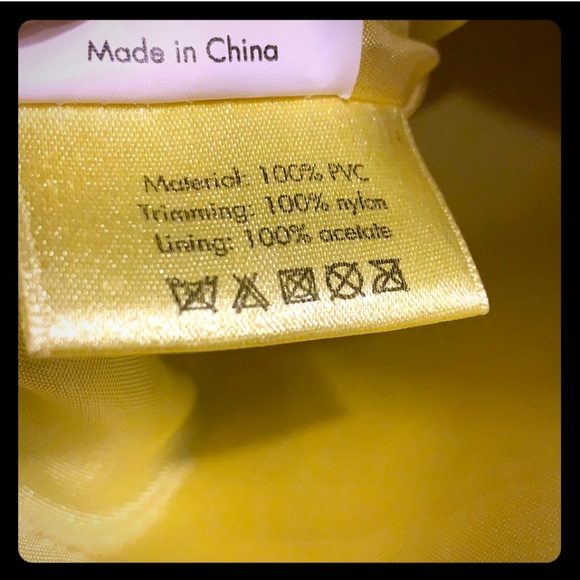 Made in China
Material: 100% PVC
Trimming: 100% nylon
Lining: 100% acetate